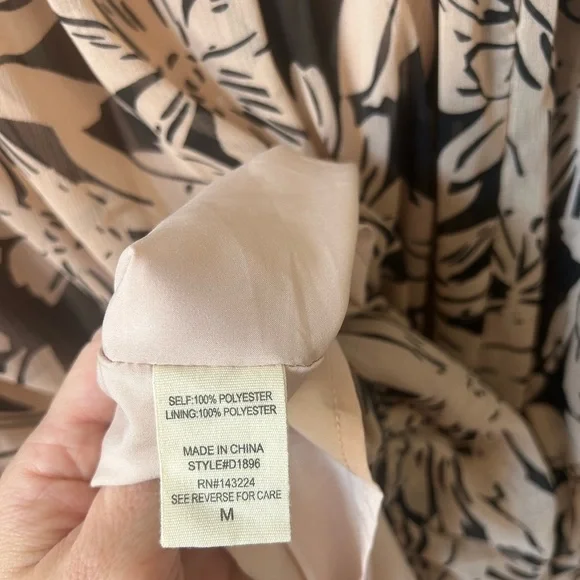 SELF:100% POLYESTER
LINING:100% POLYESTER
MADE IN CHINA
STYLE#D1896
RN#143224
SEE REVERSE FOR CARE
M